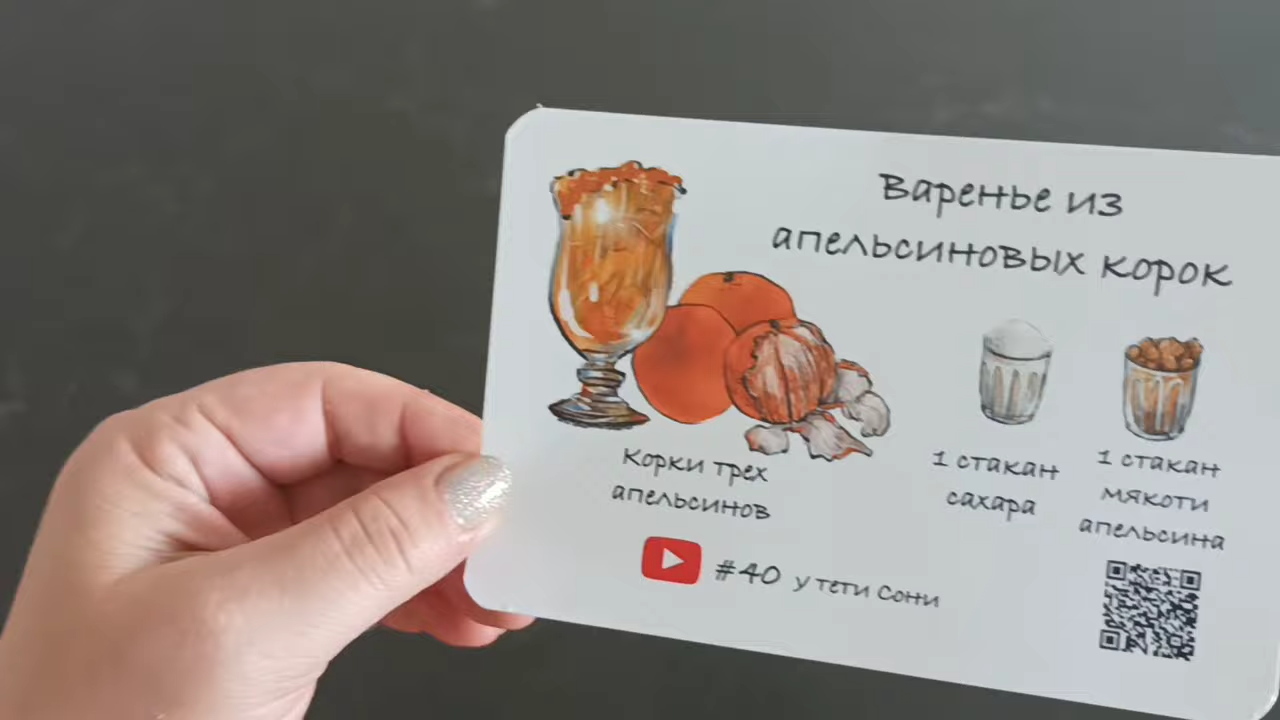 Варенье из
апельсиновых корок
Корки трех
апельсинов
1 стакан
сахара
1 стакан
мякоти
апельсина
#40 у тети Сони